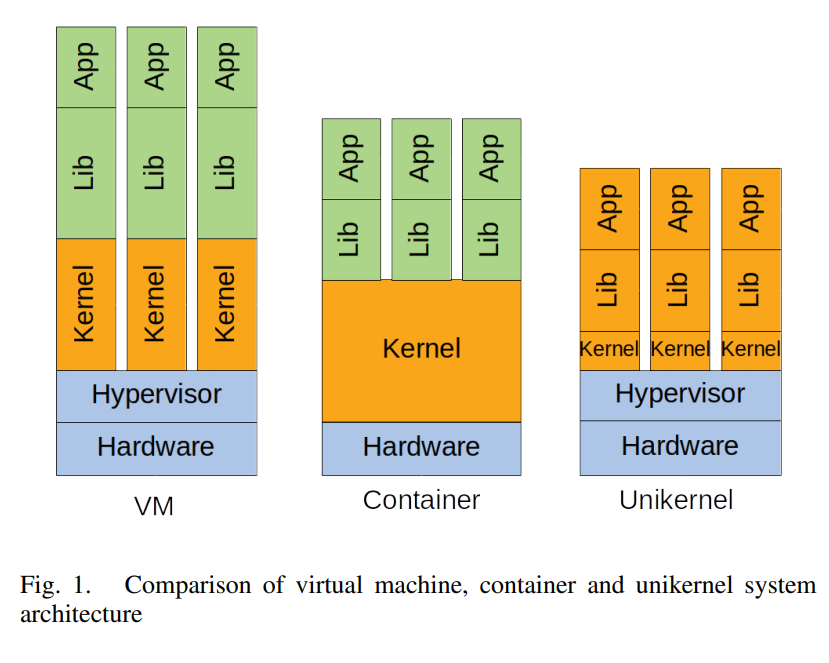 App App App
Lib Lib Lib
Kernel Kernel Kernel
Hypervisor
Hardware
VM
App App App
Lib Lib Lib
Kernel
Hardware
Container
App App App
Lib Lib Lib
Kernel Kernel Kernel
Hypervisor
Hardware
Unikernel
Fig. 1. Comparison of virtual machine, container and unikernel system
architecture